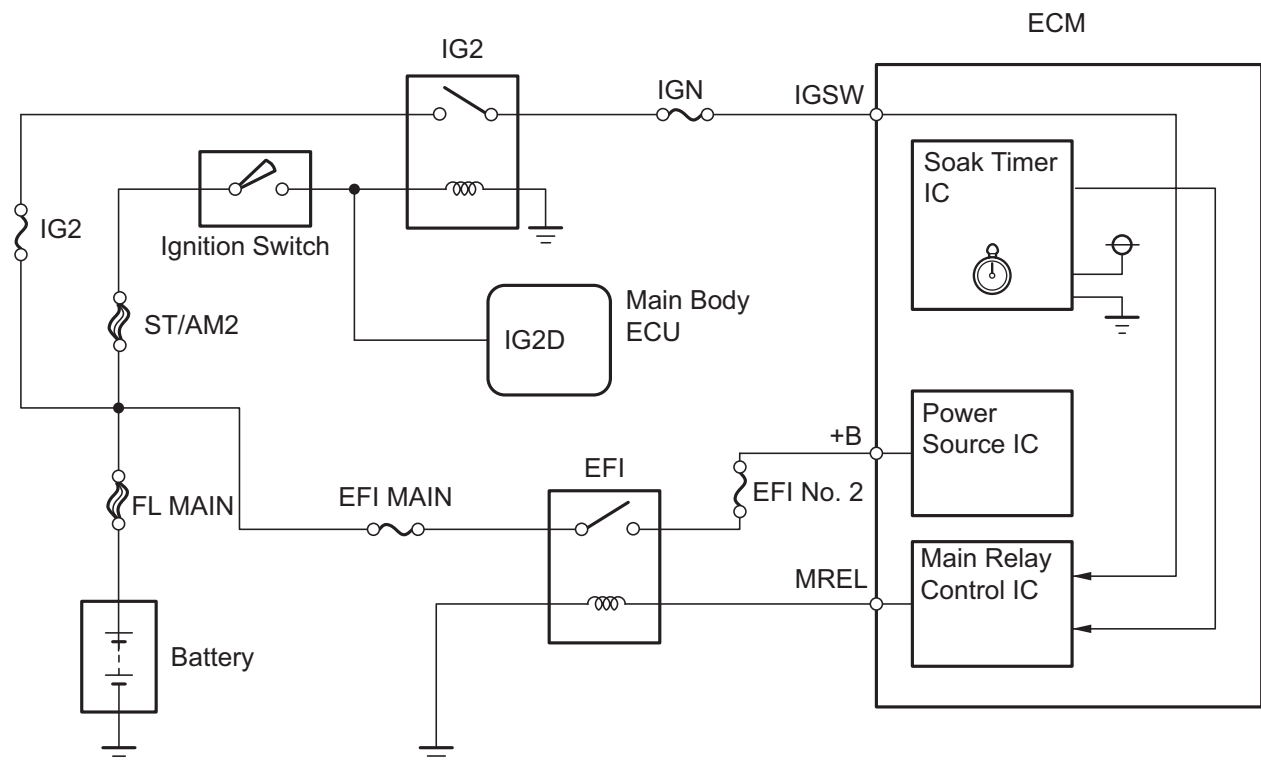 ECM
IG2
IGN
IGSW
Soak Timer
IC
IG2
Ignition Switch
ST/AM2
Main Body
ECU
IG2D
Power
Source IC
+B
EFI
EFI MAIN
EFI No. 2
FL MAIN
MREL
Main Relay
Control IC
Battery